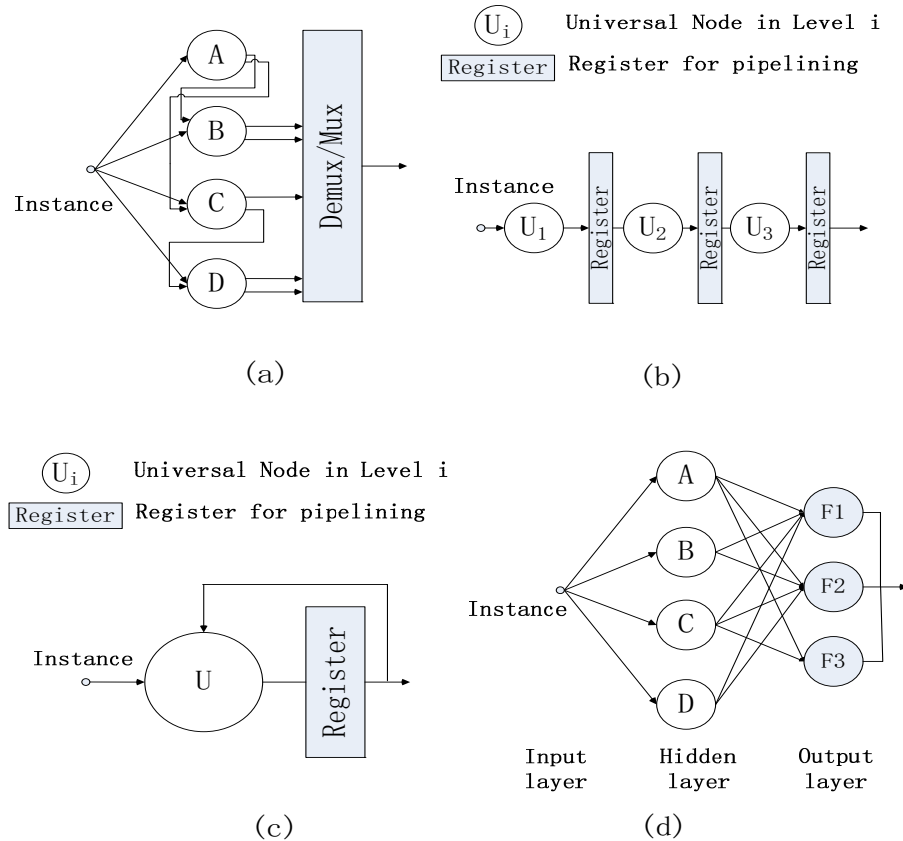 A
B
C
D
Instance
Demux/Mux
(a)
Ui Universal Node in Level i
Register Register for pipelining
Instance
U1
Register
U2
Register
U3
Register
(b)
Ui Universal Node in Level i
Register Register for pipelining
Instance
U
Register
(c)
A
B
C
D
Instance
F1
F2
F3
Input layer
Hidden layer
Output layer
(d)